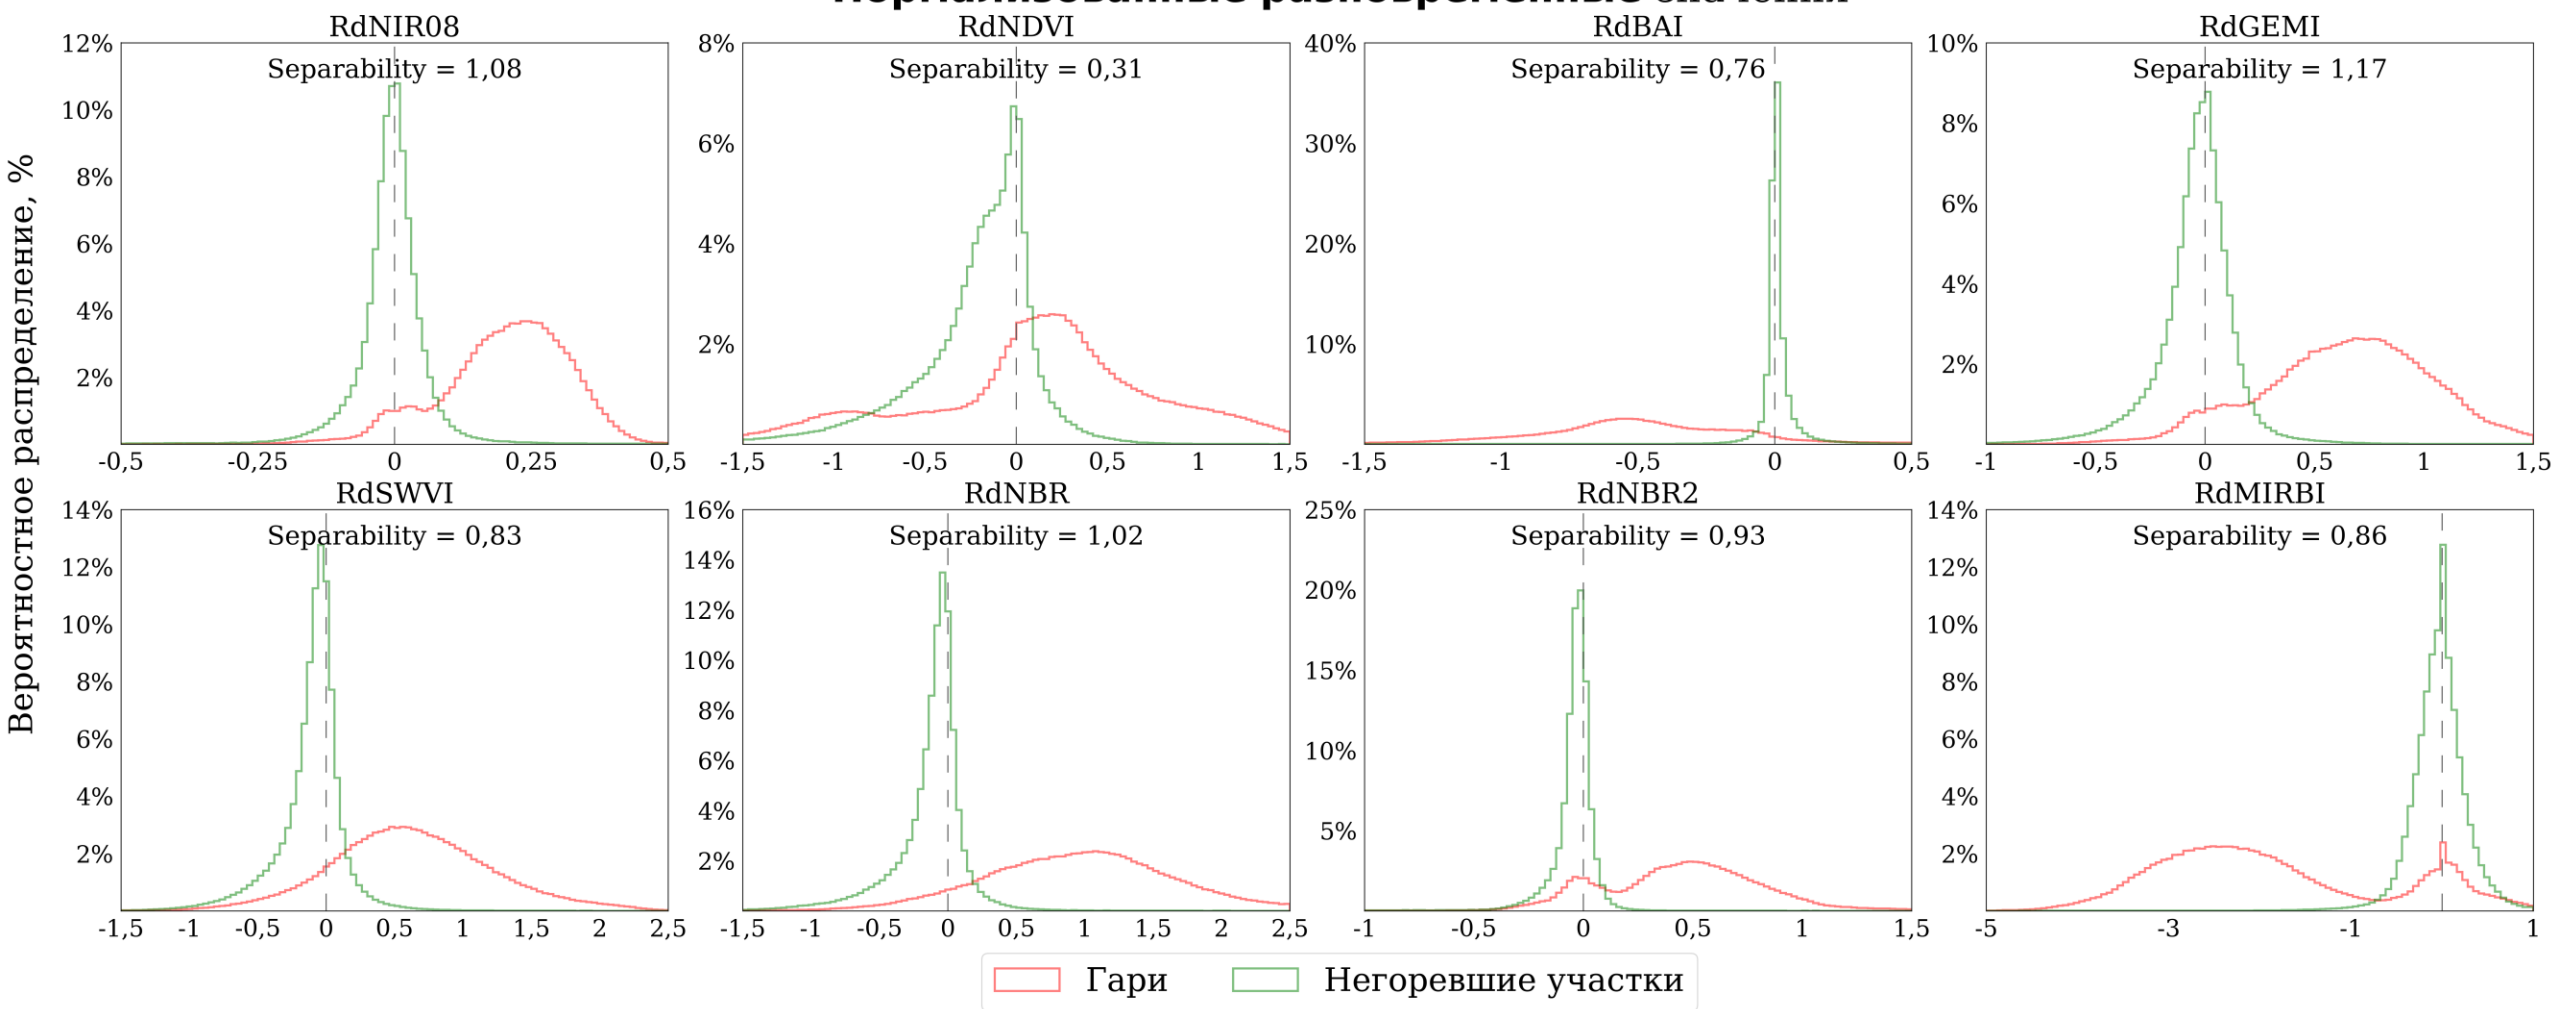 RdNIR08 RdNDVI RdBAI RdGEMI
12% 8% 40% 10%
Separability = 1,08 Separability = 0,31 Separability = 0,76 Separability = 1,17
10% 6% 30% 8%
8% 6%
6% 4% 20% 4%
4% 2% 10% 2%
2%
-0,5 -0,25 0 0,25 0,5 -1,5 -1 -0,5 0 0,5 1 1,5 -1,5 -1 -0,5 0 0,5 -1 -0,5 0 0,5 1 1,5
Вероятностное распределение, %
RdSWVI RdNBR RdNBR2 RdMIRBI
14% 16% 25% 14%
Separability = 0,83 Separability = 1,02 Separability = 0,93 Separability = 0,86
12% 14% 20% 12%
10% 12% 15% 10%
8% 10% 10% 8%
6% 8% 5% 6%
4% 6% 4%
2% 4% 2%
2%
-1,5 -1 -0,5 0 0,5 1 1,5 2 2,5 -1,5 -1 -0,5 0 0,5 1 1,5 2 2,5 -1 -0,5 0 0,5 1 1,5 -5 -3 -1 1
Гари Негоревшие участки